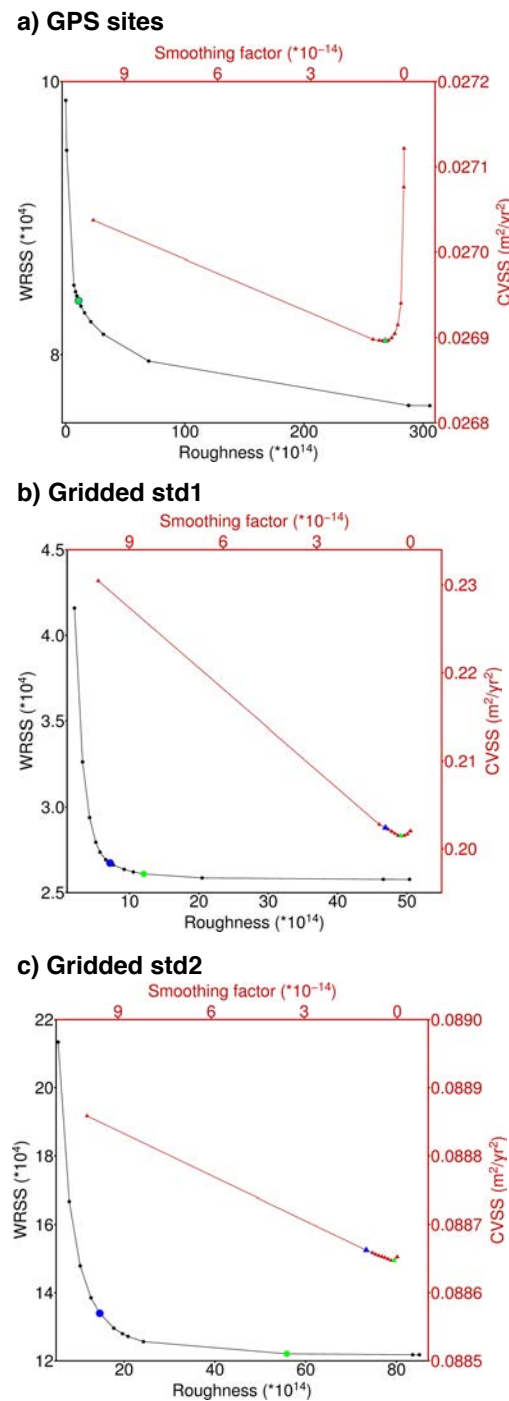 a) GPS sites
Smoothing factor (*10⁻¹⁴)
9 6 3 0
10
8
WRSS (*10⁴)
0.0272
0.0271
0.0270
0.0269
0.0268
CVSS (m²/yr²)
0 100 200 300
Roughness (*10¹⁴)
b) Gridded std1
Smoothing factor (*10⁻¹⁴)
9 6 3 0
4.5
4.0
3.5
3.0
2.5
WRSS (*10⁴)
0.23
0.22
0.21
0.20
CVSS (m²/yr²)
10 20 30 40 50
Roughness (*10¹⁴)
c) Gridded std2
Smoothing factor (*10⁻¹⁴)
9 6 3 0
22
20
18
16
14
12
WRSS (*10⁴)
0.0890
0.0889
0.0888
0.0887
0.0886
0.0885
CVSS (m²/yr²)
20 40 60 80
Roughness (*10¹⁴)